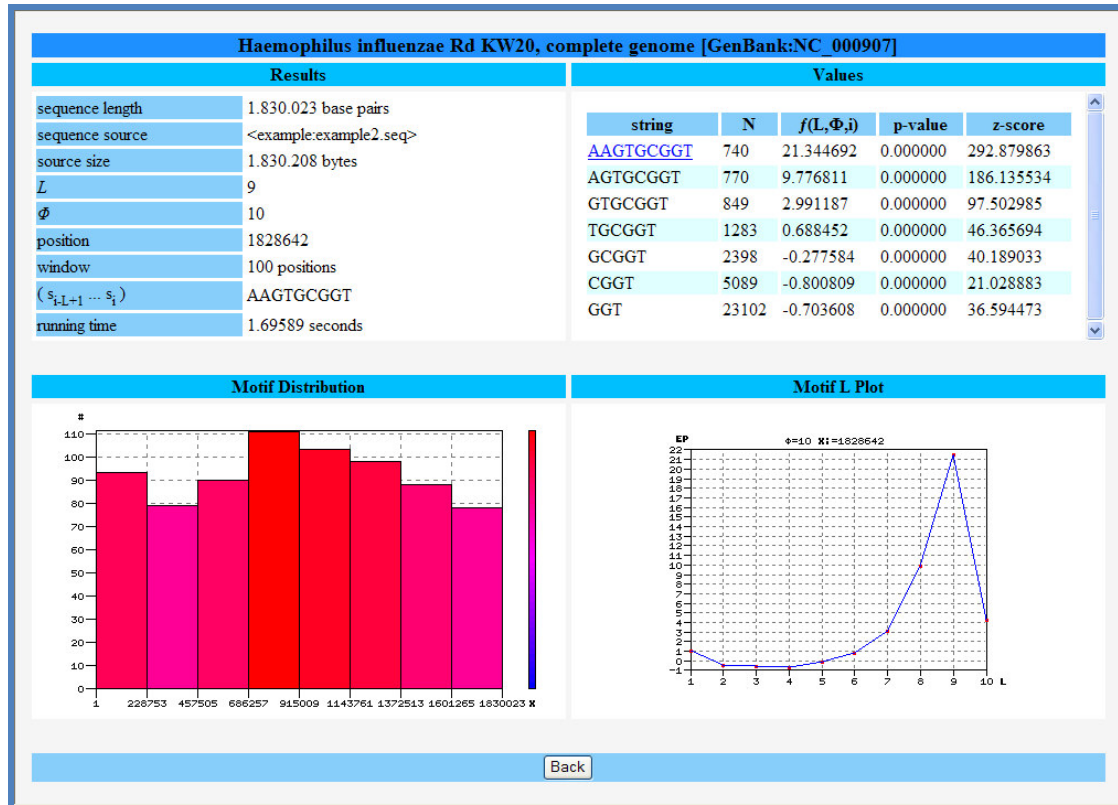 Haemophilus influenzae Rd KW20, complete genome [GenBank:NC_000907]
Results
sequence length 1.830.023 base pairs
sequence source <example:example2.seq>
source size 1.830.208 bytes
L 9
Φ 10
position 1828642
window 100 positions
( s i-L+1 ... s i ) AAGTGCGGT
running time 1.69589 seconds
Values
string N f(L,Φ,i) p-value z-score
AAGTGCGGT 740 21.344692 0.000000 292.879863
AGTGCGGT 770 9.776811 0.000000 186.135534
GTGCGGT 849 2.991187 0.000000 97.502985
TGCGGT 1283 0.688452 0.000000 46.365694
GCGGT 2398 -0.277584 0.000000 40.189033
CGGT 5089 -0.800809 0.000000 21.028883
GGT 23102 -0.703608 0.000000 36.594473
Motif Distribution
#
110
100
90
80
70
60
50
40
30
20
10
0
1 228753 457505 686257 915009 1143761 1372513 1601265 1830023 X
Motif L Plot
EP Φ=10 Xi=1828642
22
21
20
19
18
17
16
15
14
13
12
11
10
9
8
7
6
5
4
3
2
1
0
-1
1 2 3 4 5 6 7 8 9 10 L
Back